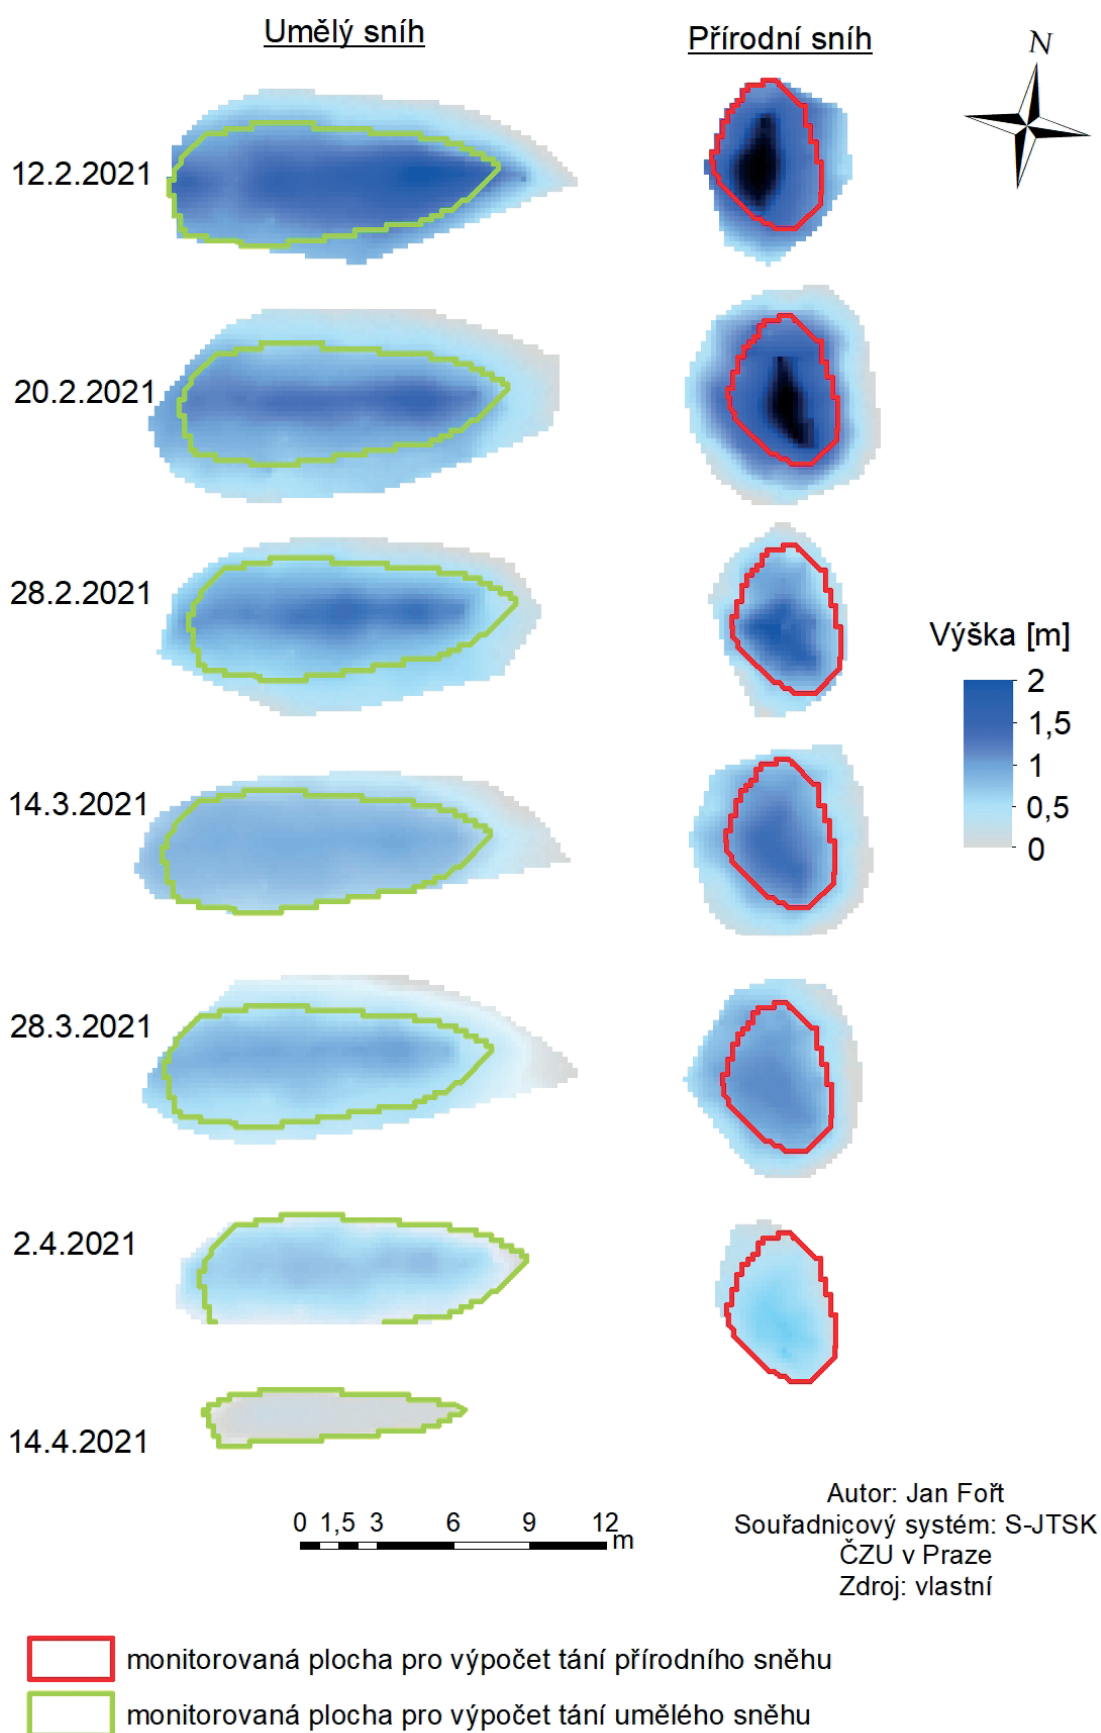 Umělý sníh
Přírodní sníh
N
12.2.2021
20.2.2021
28.2.2021
Výška [m]
2
1,5
1
0,5
0
14.3.2021
28.3.2021
2.4.2021
14.4.2021
0 1,5 3 6 9 12
m
Autor: Jan Fořt
Souřadnicový systém: S-JTSK
ČZU v Praze
Zdroj: vlastní
monitorovaná plocha pro výpočet tání přírodního sněhu
monitorovaná plocha pro výpočet tání umělého sněhu